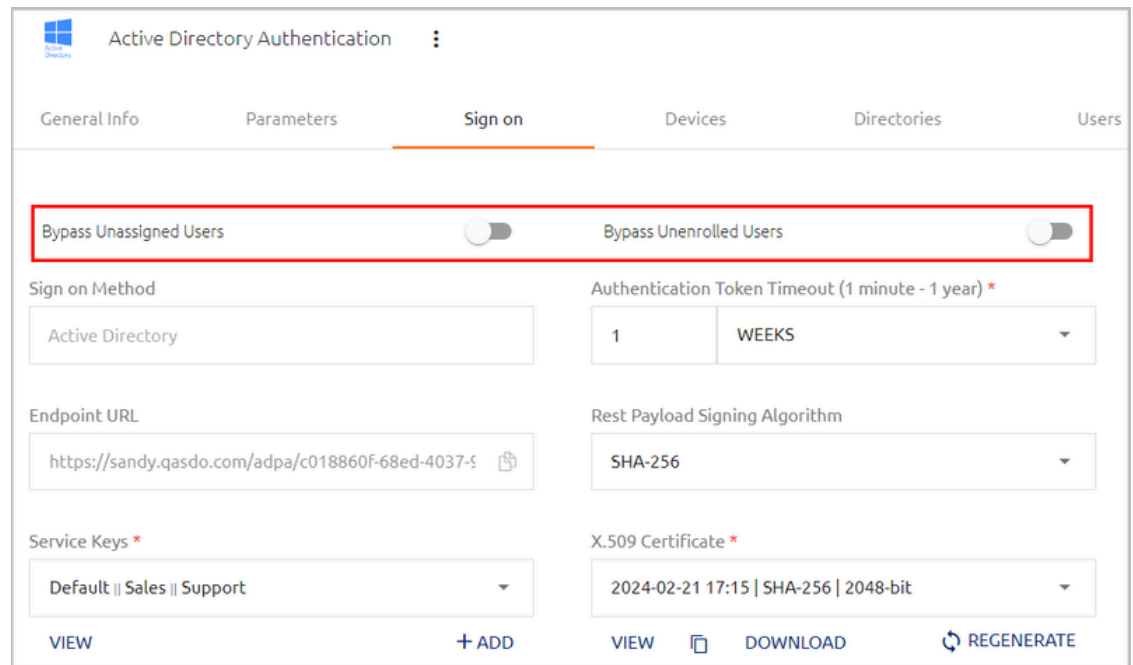 Active Directory
Active Directory Authentication
General Info Parameters Sign on Devices Directories Users
Bypass Unassigned Users Bypass Unenrolled Users
Sign on Method Authentication Token Timeout (1 minute - 1 year) *
Active Directory 1 WEEKS
Endpoint URL Rest Payload Signing Algorithm
https://sandy.qasdo.com/adpa/c018860f-68ed-4037-9 SHA-256
Service Keys * X.509 Certificate *
Default || Sales || Support 2024-02-21 17:15 | SHA-256 | 2048-bit
VIEW + ADD VIEW DOWNLOAD REGENERATE